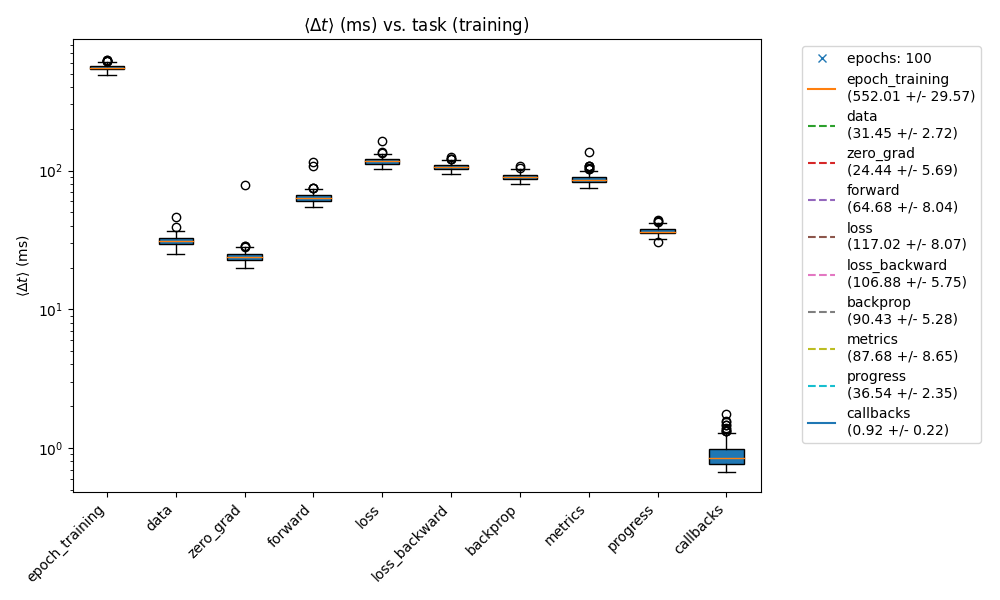 ⟨Δt⟩ (ms) vs. task (training)
⟨Δt⟩ (ms)
10²
10¹
10⁰
epoch_training
data
zero_grad
forward
loss
loss_backward
backprop
metrics
progress
callbacks
epochs: 100
epoch_training
(552.01 +/- 29.57)
data
(31.45 +/- 2.72)
zero_grad
(24.44 +/- 5.69)
forward
(64.68 +/- 8.04)
loss
(117.02 +/- 8.07)
loss_backward
(106.88 +/- 5.75)
backprop
(90.43 +/- 5.28)
metrics
(87.68 +/- 8.65)
progress
(36.54 +/- 2.35)
callbacks
(0.92 +/- 0.22)